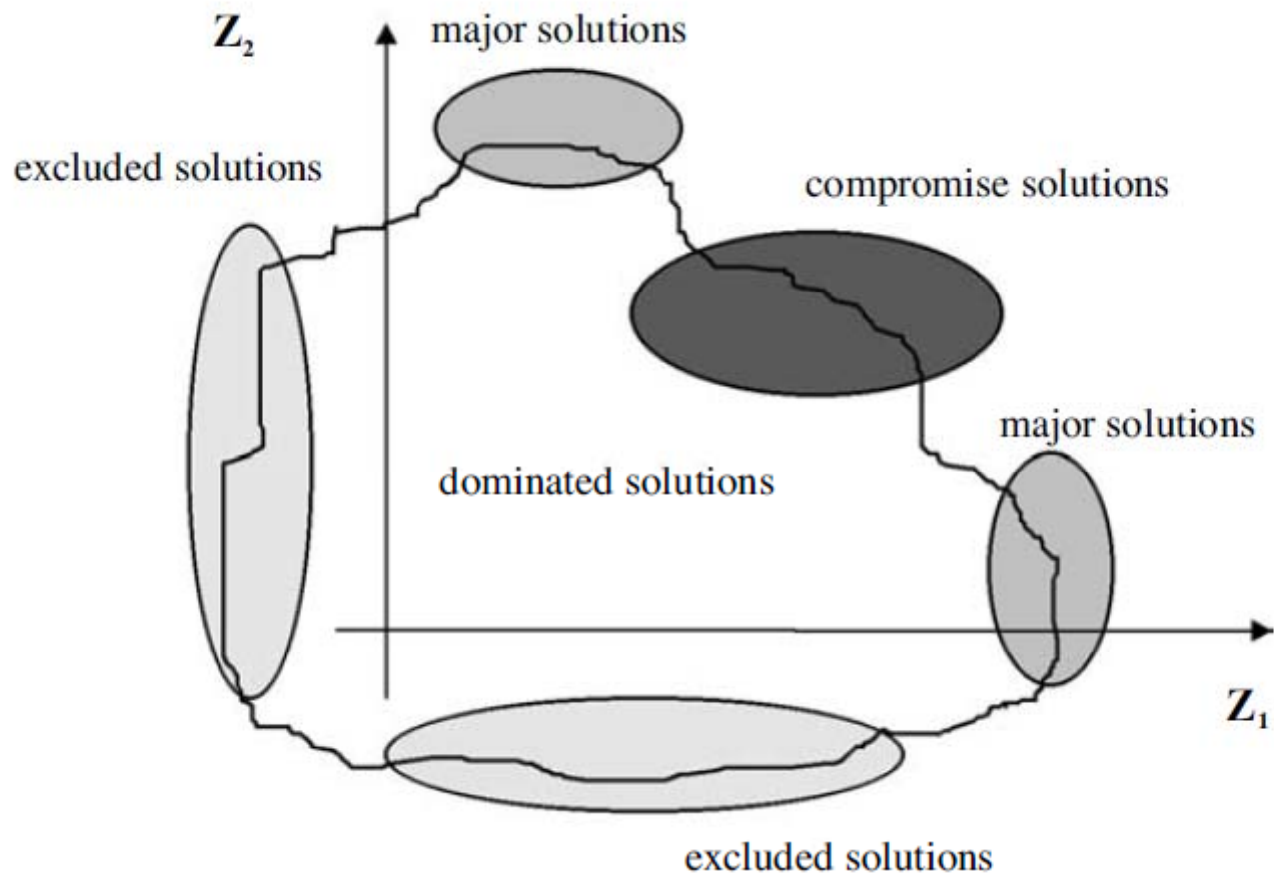 Z₂
major solutions
excluded solutions
compromise solutions
major solutions
dominated solutions
Z₁
excluded solutions